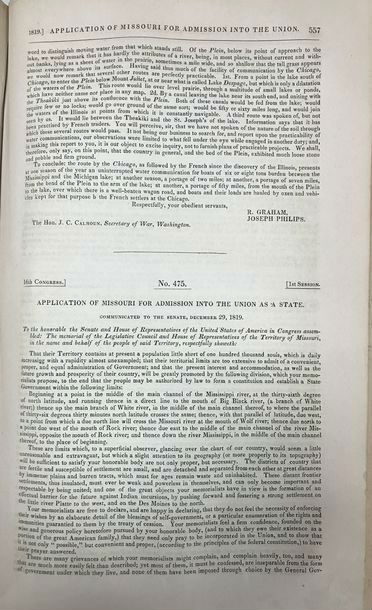 1819.] APPLICATION OF MISSOURI FOR ADMISSION INTO THE UNION. 557
word to distinguish moving water from that which stands still. Of the Plein, below its point of approach to the
lake, we would remark that it has hardly the attributes of a river, being, in most places, without current and with-
out banks, lying as a sheet of water in the prairie, sometimes a mile wide, and so shallow that the tall grass appears
almost everywhere above its surface. Having said thus much of the facility of communication by the Chicago,
we would now remark that several other routes are perfectly practicable. 1st. From a point in the lake south of
Chicago, to enter the Plein below Mount Joliet, at or near what is called Lake Depage, but which is only a dilatation
of the waters of the Plein. This route would lie over level prairie, through a multitude of small lakes or ponds,
which have neither name nor place in any map. 2d. By a canal leaving the lake near its south end, and uniting with
the Theakiki just above its confluence with the Plein. Both of these canals would be fed from the lake; would
require few or no locks; would go over ground of the same sort; would be fifty or sixty miles long, and would join
the waters of the Illinois at points from which it is constantly navigable. A third route was spoken of, but not
seen by us. It would lie between the Theakiki and the St. Joseph's of the lake. Information says that it has
been practised by French traders. You will perceive, sir, that we have not spoken of the nature of the soil through
which these several routes would pass. It not being our business to search for, and report upon the practicability of
water communications, our observations were limited to what fell under the eye while engaged in another duty; and,
in making this report to you, it is our object to excite inquiry, not to furnish plans of practicable projects. We shall,
therefore, only say, on this point, that the country in general, and the bed of the Plein, exhibited much loose stone
and pebble and firm ground.
To conclude: the route by the Chicago, as followed by the French since the discovery of the Illinois, presents
at one season of the year an uninterrupted water communication for boats of six or eight tons burden between the
Mississippi and the Michigan lake; at another season, a portage of two miles; at another, a portage of seven miles,
from the bend of the Plein to the arm of the lake; at another, a portage of fifty miles, from the mouth of the Plein
to the lake, over which there is a well-beaten wagon road, and boats and their loads are hauled by oxen and vehi-
cles kept for that purpose b the French settlers at the Chicago.
Respectfully, your obedient servants,
R. GRAHAM,
JOSEPH PHILIPS.
The Hon. J. C. CALHOUN, Secretary of War, Washington.
16th CONGRESS.] No. 475. [1st SESSION.
APPLICATION OF MISSOURI FOR ADMISSION INTO THE UNION AS A STATE.
COMMUNICATED TO THE SENATE, DECEMBER 29, 1819.
To the honorable the Senate and House of Representatives of the United States of America in Congress assem-
bled: The memorial of the Legislative Council and House of Representatives of the Territory of Missouri,
in the name and behalf of the people of said Territory, respectfully showeth:
That their Territory contains at present a population little short of one hundred thousand souls, which is daily
increasing with a rapidity almost unexampled; that their territorial limits are too extensive to admit of a convenient,
proper, and equal administration of Government; and that the present interest and accommodation, as well as the
future growth and prosperity of their country, will be greatly promoted by the following division, which your memo-
rialists propose, to the end that the people may be authorized by law to form a constitution and establish a State
Government within the following limits:
Beginning at a point in the middle of the main channel of the Mississippi river, at the thirty-sixth degree
of north latitude, and running thence in a direct line to the mouth of Big Black river, (a branch of White
river;) thence up the main branch of White river, in the middle of the main channel thereof, to where the parallel
of thirty-six degrees thirty minutes north latitude crosses the same; thence, with that parallel of latitude, due west,
to a point from which a due north line will cross the Missouri river at the mouth of Wolf river; thence due north to
a point due west of the mouth of Rock river; thence due east to the middle of the main channel of the river Mis-
sissippi, opposite the mouth of Rock river; and thence down the river Mississippi, in the middle of the main channel
thereof, to the place of beginning.
These are limits which, to a superficial observer, glancing over the chart of our country, would seem a little
unreasonable and extravagant, but which a slight attention to its geography (or more properly to its topography)
will be sufficient to satisfy your honorable body are not only proper, but necessary. The districts of country that
are fertile and susceptible of settlement are small, and are detached and separated from each other at great distances
by immense plains and barren tracts, which must for ages remain waste and uninhabited. These distant frontier
settlements, thus insulated, must ever be weak and powerless in themselves, and can only become important and
respectable by being united; and one of the great objects your memorialists have in view is the formation of an
effectual barrier for the future against Indian incursions, by pushing forward and fostering a strong settlement on
the little river Platte to the west, and on the Des Moines to the north.
Your memorialists are free to declare, and are happy in declaring, that they do not feel the necessity of enforcing
their wishes by an elaborate detail of the blessings of self-government, or a particular enumeration of the rights and
immunities guarantied to them by the treaty of cession. Your memorialists feel a firm confidence, founded on the
wise and generous policy heretofore pursued by your honorable body, (and to which they owe their existence as a
portion of the great American family,) that they need only pray to be incorporated in the Union, and to show that
it is not only "possible," but convenient and proper, (according to the principles of the federal constitution,) to have
their prayer answered.
There are many grievances of which your memorialists might complain, and complain heavily, too, and many
that are much more easily felt than described; yet most of them, it must be confessed, are inseparable from the form
of government under which they live, and none of them have been imposed through choice by the General Gov-